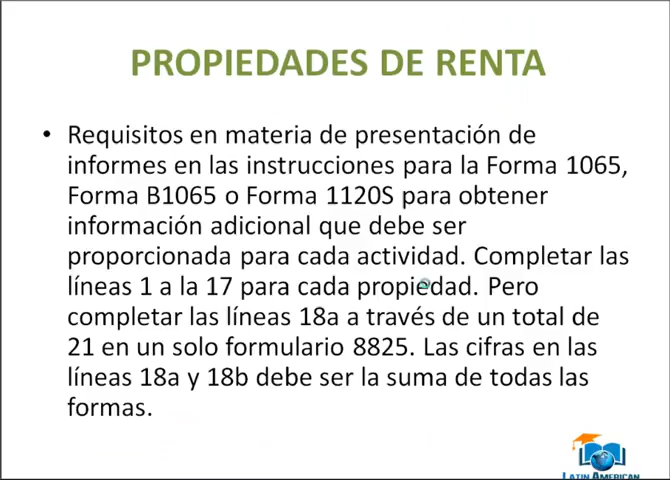 PROPIEDADES DE RENTA
• Requisitos en materia de presentación de
informes en las instrucciones para la Forma 1065,
Forma B1065 o Forma 1120S para obtener
información adicional que debe ser
proporcionada para cada actividad. Completar las
líneas 1 a la 17 para cada propiedad. Pero
completar las líneas 18a a través de un total de
21 en un solo formulario 8825. Las cifras en las
líneas 18a y 18b debe ser la suma de todas las
formas.
LATIN AMERICAN